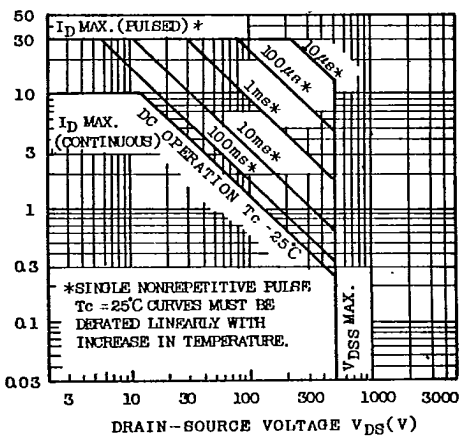 50
I_D MAX. (PULSED) *
30
10μs*
100μs*
1ms*
10
I_D MAX.
(CONTINUOUS)
10ms*
100ms*
DC OPERATION Tc -25℃
3
1
0.3
*SINGLE NONREPETITIVE PULSE
Tc =25℃ CURVES MUST BE
DERATED LINEARLY WITH
INCREASE IN TEMPERATURE.
V_DSS MAX.
0.1
0.03
3 10 30 100 300 1000 3000
DRAIN-SOURCE VOLTAGE V_DS(V)